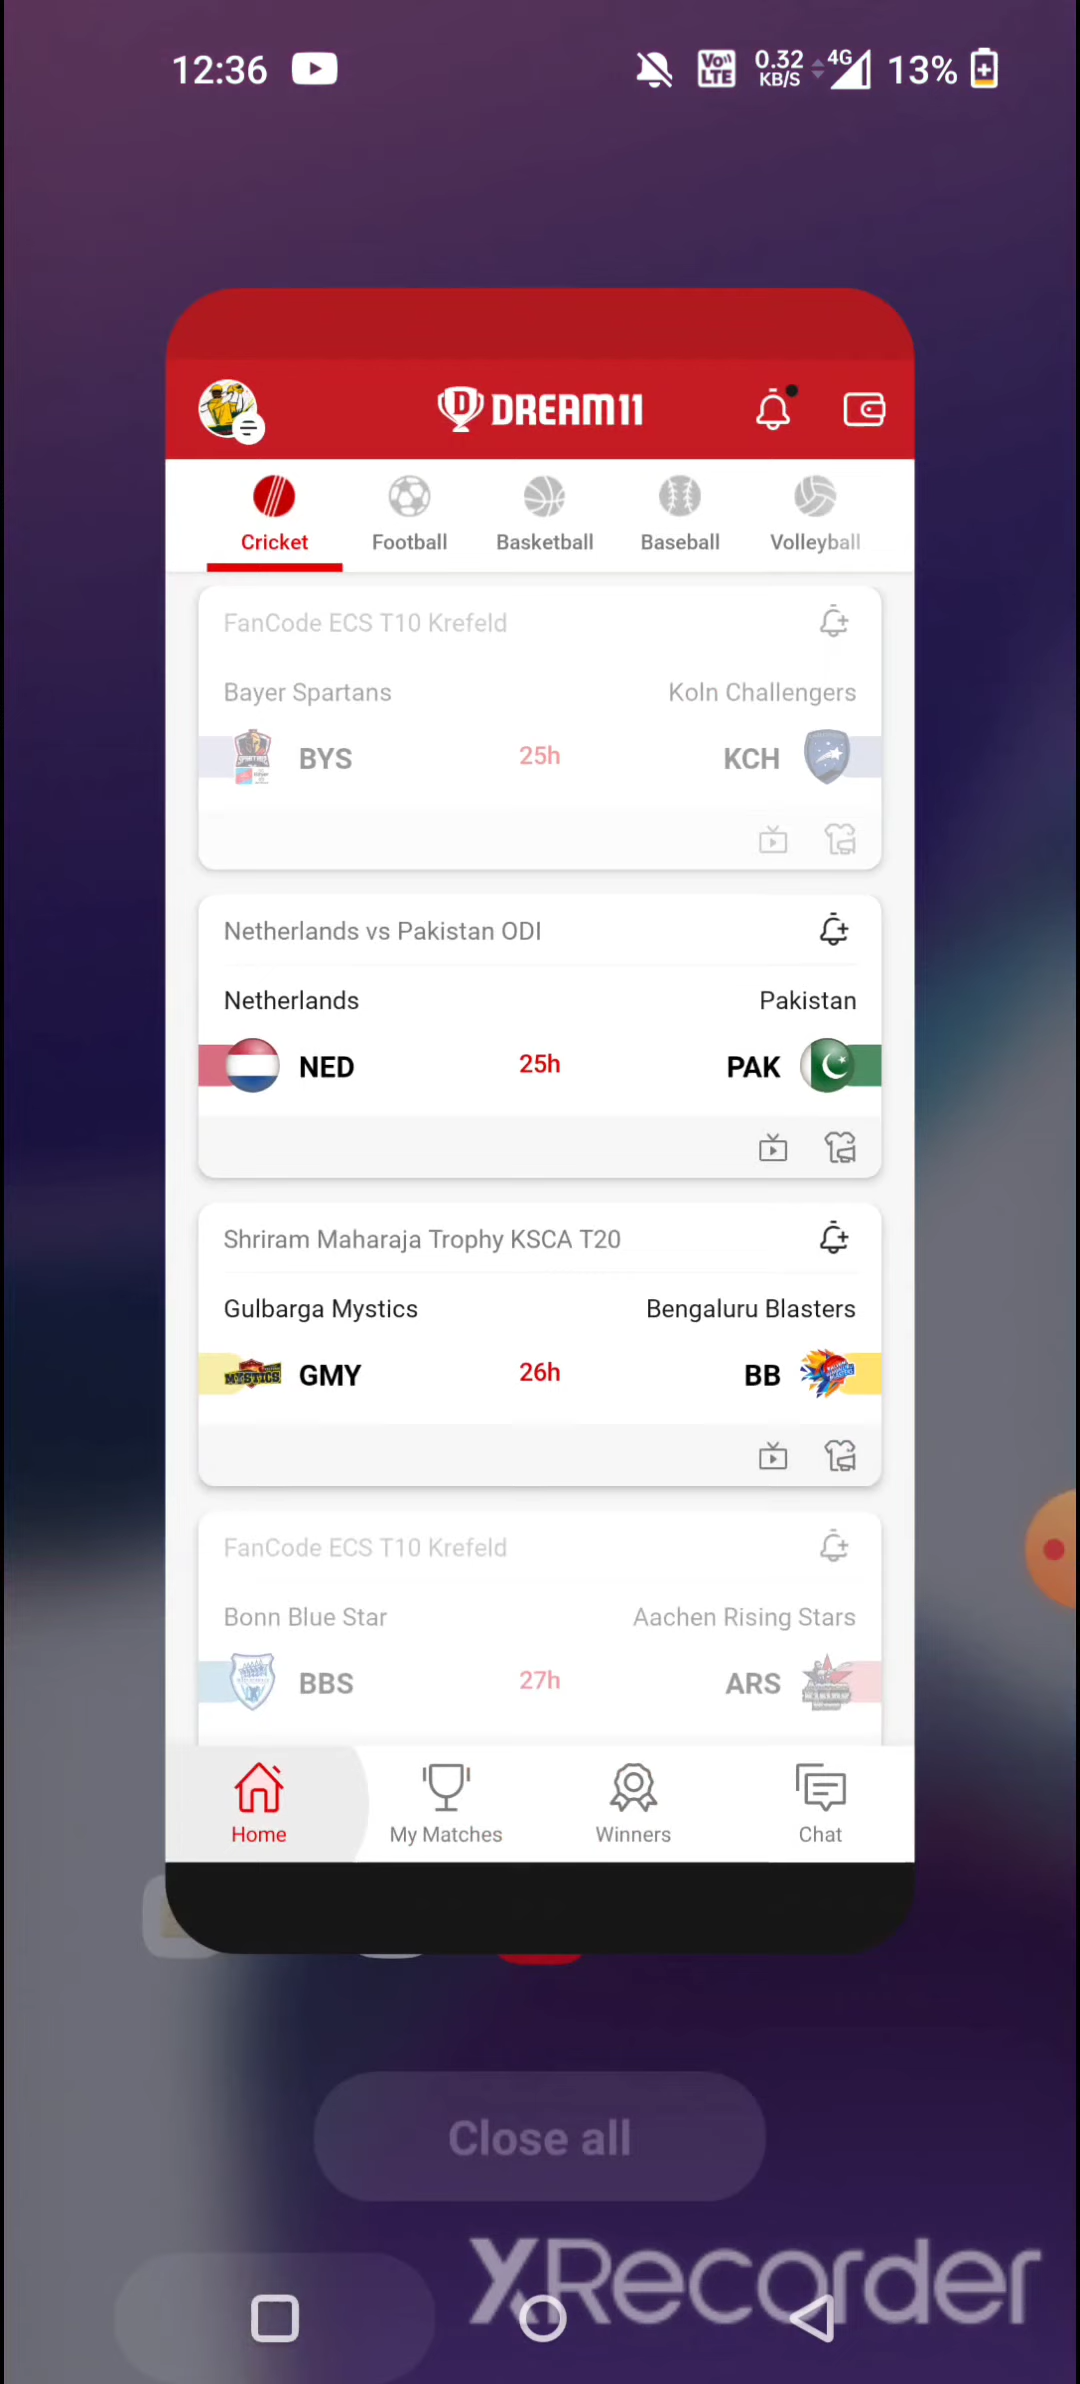 12:36
Vo LTE 0.32 KB/S 4G 13%
DREAM11
Cricket Football Basketball Baseball Volleyball
FanCode ECS T10 Krefeld
Bayer Spartans Koln Challengers
BYS 25h KCH
Netherlands vs Pakistan ODI
Netherlands Pakistan
NED 25h PAK
Shriram Maharaja Trophy KSCA T20
Gulbarga Mystics Bengaluru Blasters
MYSTICS GMY 26h BB
FanCode ECS T10 Krefeld
Bonn Blue Star Aachen Rising Stars
BBS 27h ARS
Home My Matches Winners Chat
Close all
XRecorder